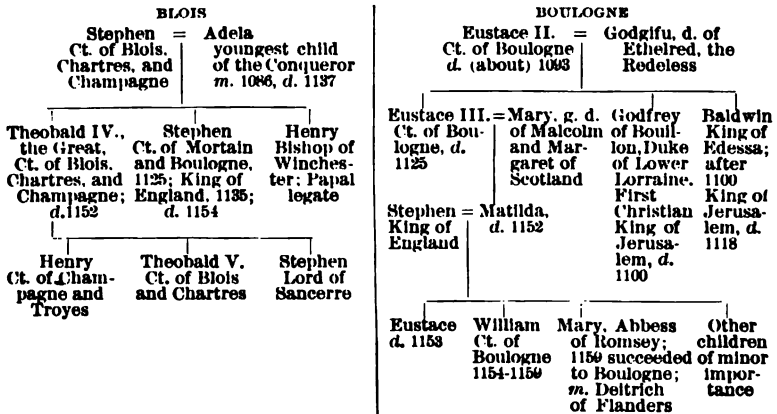 BLOIS
Stephen = Adela
Ct. of Blois, youngest child
Chartres, and of the Conqueror
Champagne m. 1086, d. 1137
Theobald IV., the Great, Ct. of Blois, Chartres, and Champagne; d. 1152
Stephen
Ct. of Mortain
and Boulogne,
1125; King of
England, 1135;
d. 1154
Henry
Bishop of
Winches-
ter; Papal
legate
Henry
Ct. of Cham-
pagne and
Troyes
Theobald V.
Ct. of Blois
and Chartres
Stephen
Lord of
Sancerre
BOULOGNE
Eustace II. = Godgifu, d. of
Ct. of Boulogne Ethelred, the
d. (about) 1093 Redeless
Eustace III. =
Ct. of Bou-
logne, d.
1125
Mary, g. d.
of Malcolm
and Mar-
garet of
Scotland
Godfrey
of Bouil-
lon, Duke
of Lower
Lorraine.
First
Christian
King of
Jerusa-
lem, d.
1100
Baldwin
King of
Edessa;
after
1100
King of
Jerusa-
lem, d.
1118
Stephen = Matilda,
King of d. 1152
England
Eustace
d. 1153
William
Ct. of
Boulogne
1154-1159
Mary, Abbess
of Romsey;
1159 succeeded
to Boulogne;
m. Deitrich
of Flanders
Other
children
of minor
impor-
tance